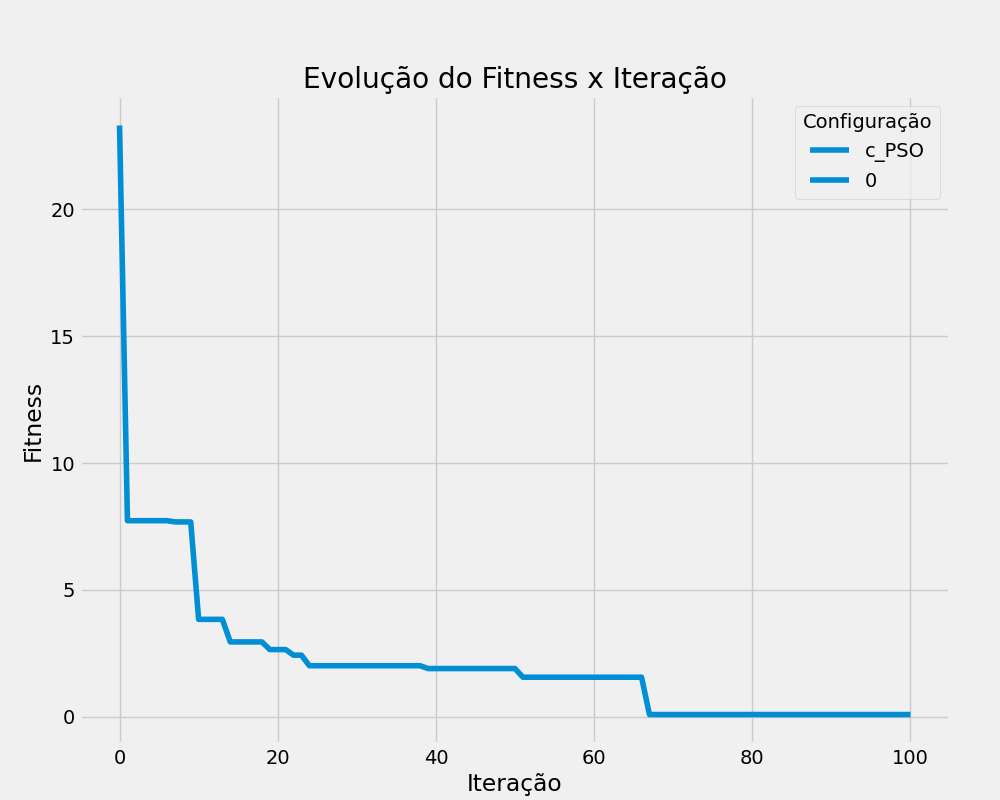 Evolução do Fitness x Iteração
Configuração
c_PSO
0
Fitness
20
15
10
5
0
0 20 40 60 80 100
Iteração